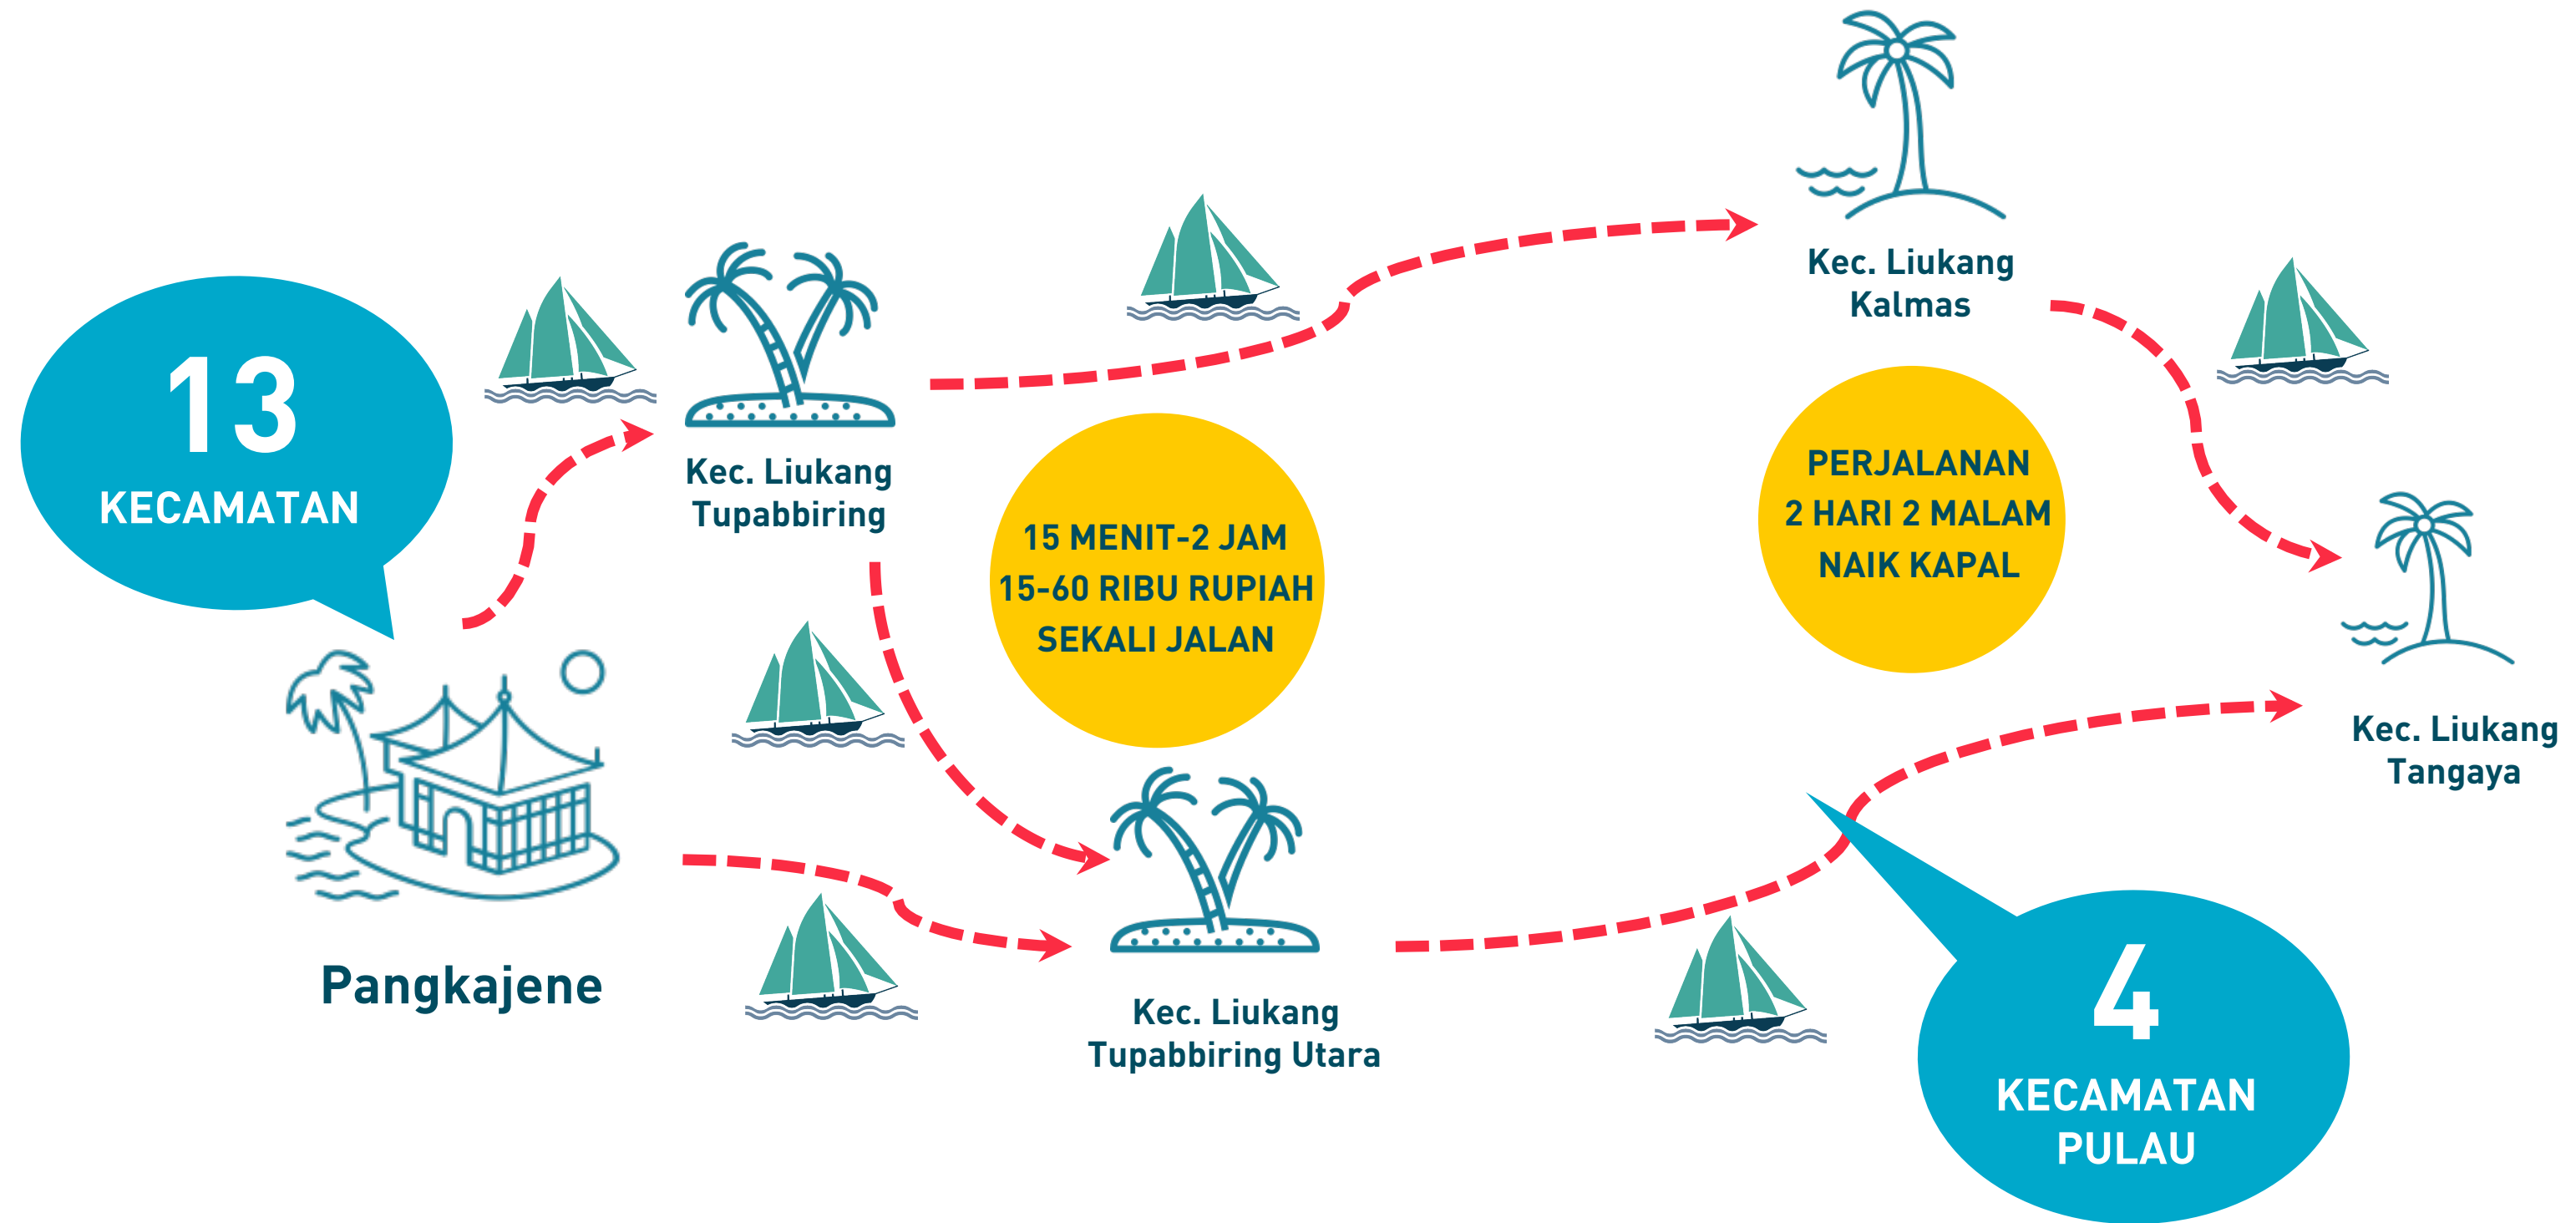 13
KECAMATAN
Kec. Liukang
Tupabbiring
15 MENIT-2 JAM
15-60 RIBU RUPIAH
SEKALI JALAN
Kec. Liukang
Kalmas
PERJALANAN
2 HARI 2 MALAM
NAIK KAPAL
Kec. Liukang
Tangaya
Pangkajene
Kec. Liukang
Tupabbiring Utara
4
KECAMATAN
PULAU